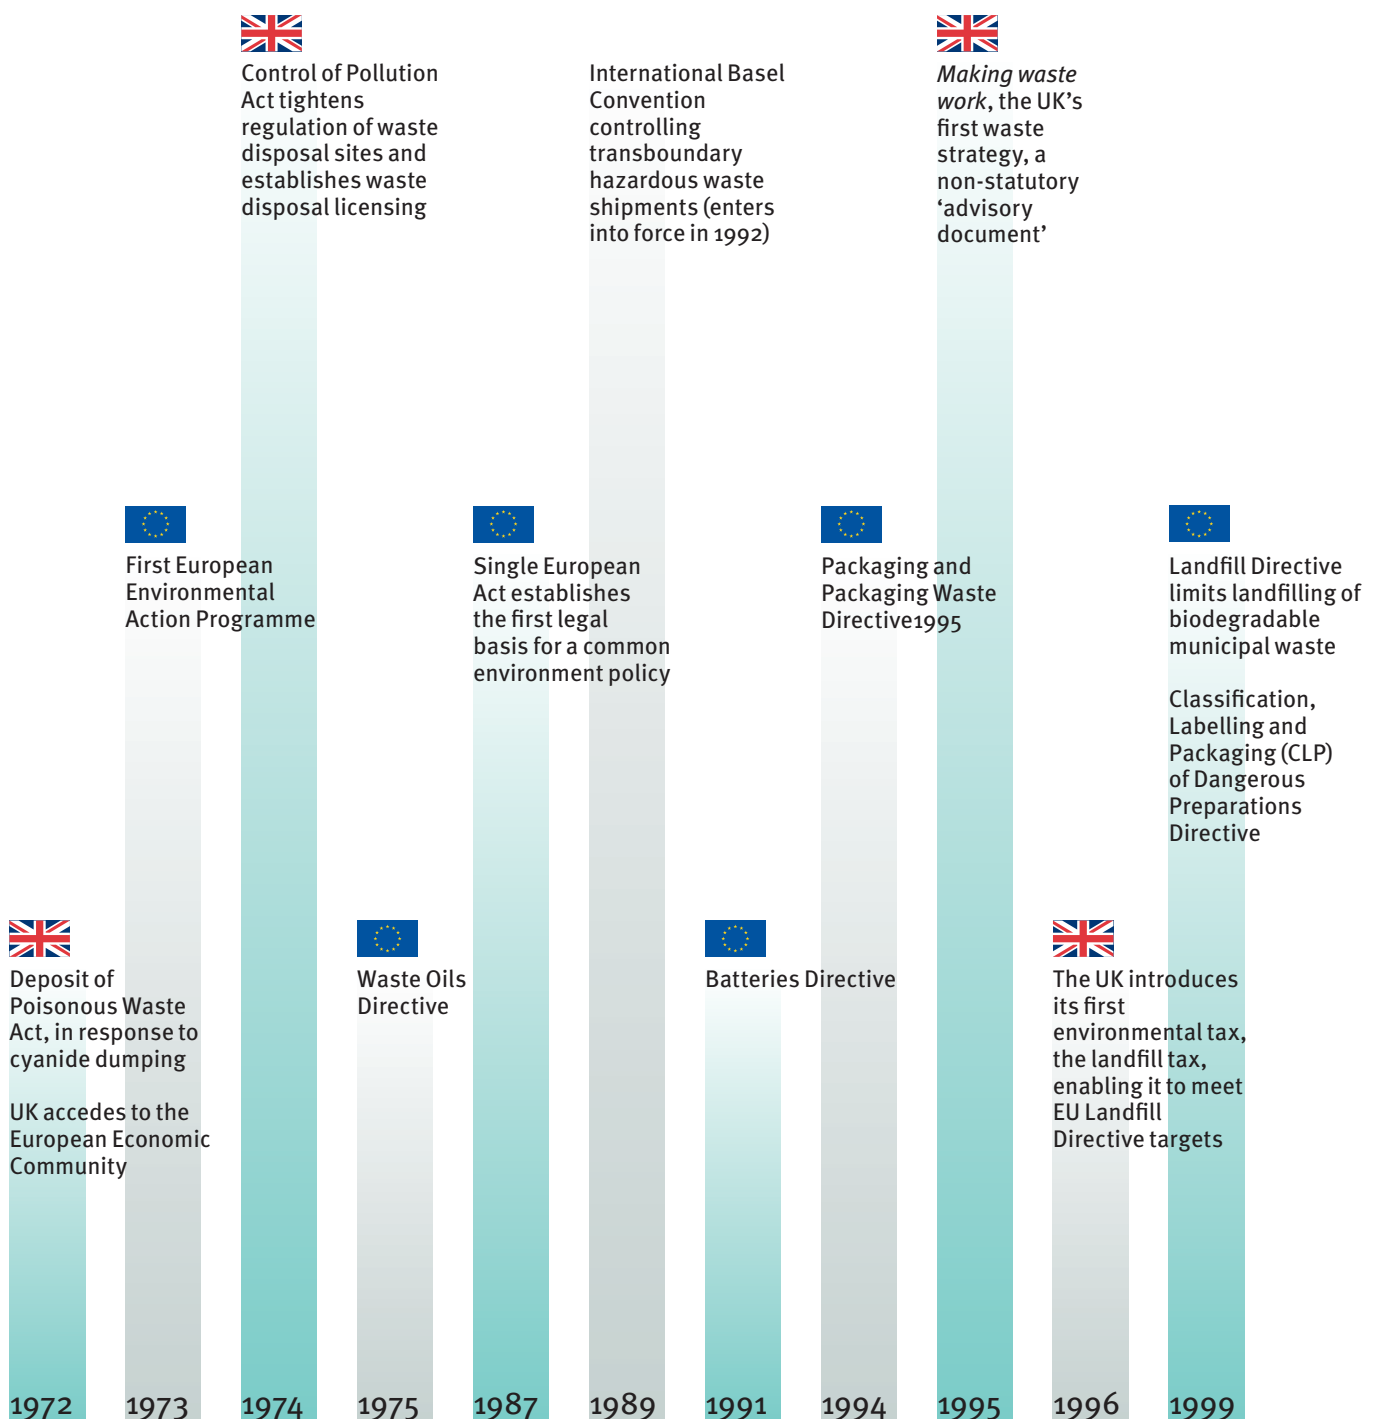 Control of Pollution
Act tightens
regulation of waste
disposal sites and
establishes waste
disposal licensing
International Basel
Convention
controlling
transboundary
hazardous waste
shipments (enters
into force in 1992)
Making waste
work, the UK's
first waste
strategy, a
non-statutory
‘advisory
document’
First European
Environmental
Action Programme
Single European
Act establishes
the first legal
basis for a common
environment policy
Packaging and
Packaging Waste
Directive1995
Landfill Directive
limits landfilling of
biodegradable
municipal waste
Classification,
Labelling and
Packaging (CLP)
of Dangerous
Preparations
Directive
Deposit of
Poisonous Waste
Act, in response to
cyanide dumping
UK accedes to the
European Economic
Community
Waste Oils
Directive
Batteries Directive
The UK introduces
its first
environmental tax,
the landfill tax,
enabling it to meet
EU Landfill
Directive targets
1972 1973 1974 1975 1987 1989 1991 1994 1995 1996 1999